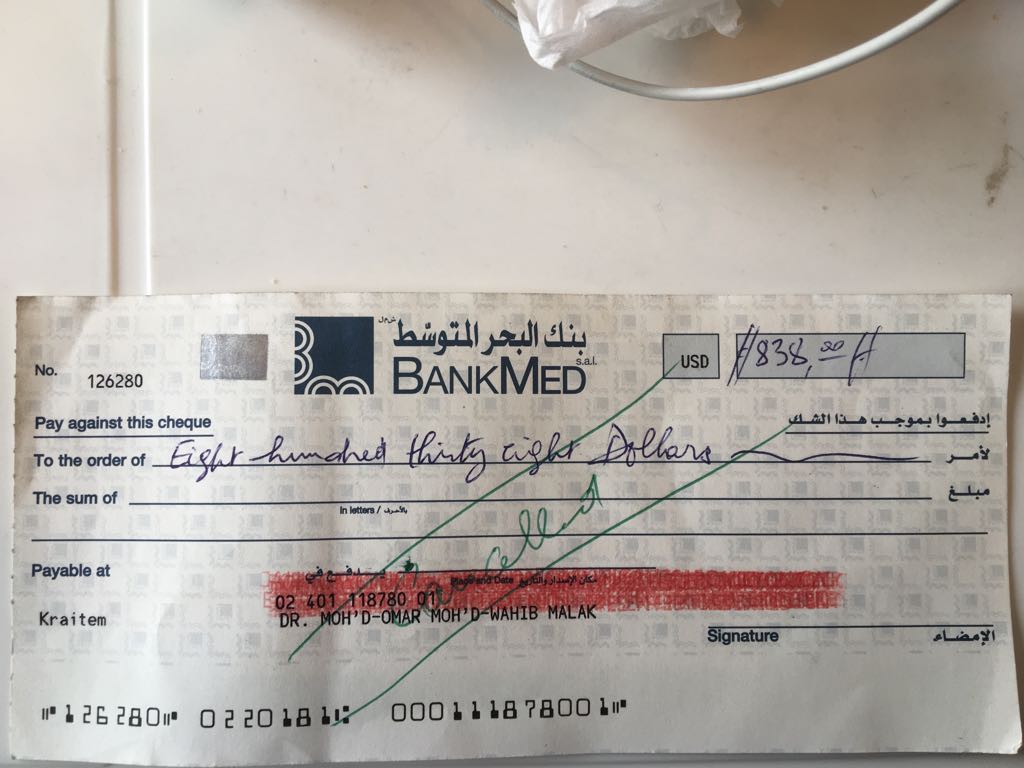 بنك البحر المتوسّط ش.م.ل
BANKMED s.a.l.
No. 126280
USD //838,00 //
Pay against this cheque إدفعوا بموجب هذا الشك
To the order of Eight hundred thirty eight Dollars لأمر
The sum of مبلغ
In letters / بالأحرف
Cancelled
Payable at يدفع في
Place and Date مكان الإصدار والتاريخ
02 401 118780 01
Kraitem DR. MOH'D-OMAR MOH'D-WAHIB MALAK
Signature الإمضاء
⑈126280⑈ 0220181⑆ 000111878001⑈